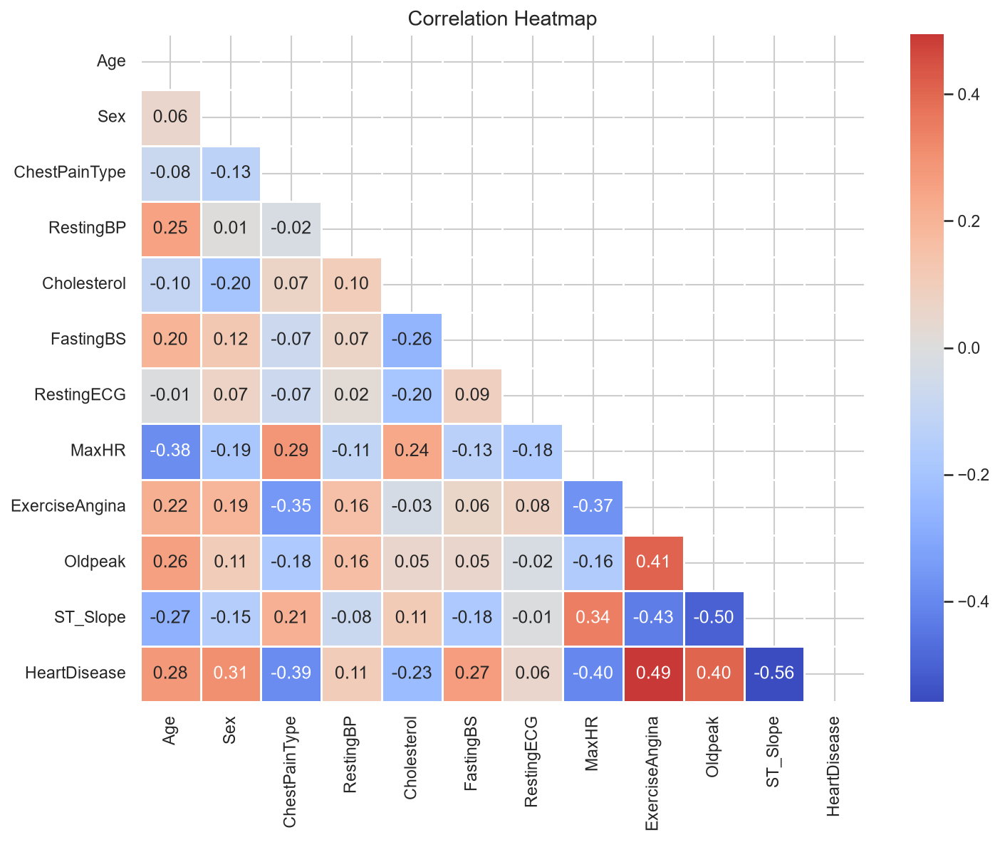 Correlation Heatmap
Age
Sex 0.06
ChestPainType -0.08 -0.13
RestingBP 0.25 0.01 -0.02
Cholesterol -0.10 -0.20 0.07 0.10
FastingBS 0.20 0.12 -0.07 0.07 -0.26
RestingECG -0.01 0.07 -0.07 0.02 -0.20 0.09
MaxHR -0.38 -0.19 0.29 -0.11 0.24 -0.13 -0.18
ExerciseAngina 0.22 0.19 -0.35 0.16 -0.03 0.06 0.08 -0.37
Oldpeak 0.26 0.11 -0.18 0.16 0.05 0.05 -0.02 -0.16 0.41
ST_Slope -0.27 -0.15 0.21 -0.08 0.11 -0.18 -0.01 0.34 -0.43 -0.50
HeartDisease 0.28 0.31 -0.39 0.11 -0.23 0.27 0.06 -0.40 0.49 0.40 -0.56
Age Sex ChestPainType RestingBP Cholesterol FastingBS RestingECG MaxHR ExerciseAngina Oldpeak ST_Slope HeartDisease
0.4
0.2
0.0
−0.2
−0.4